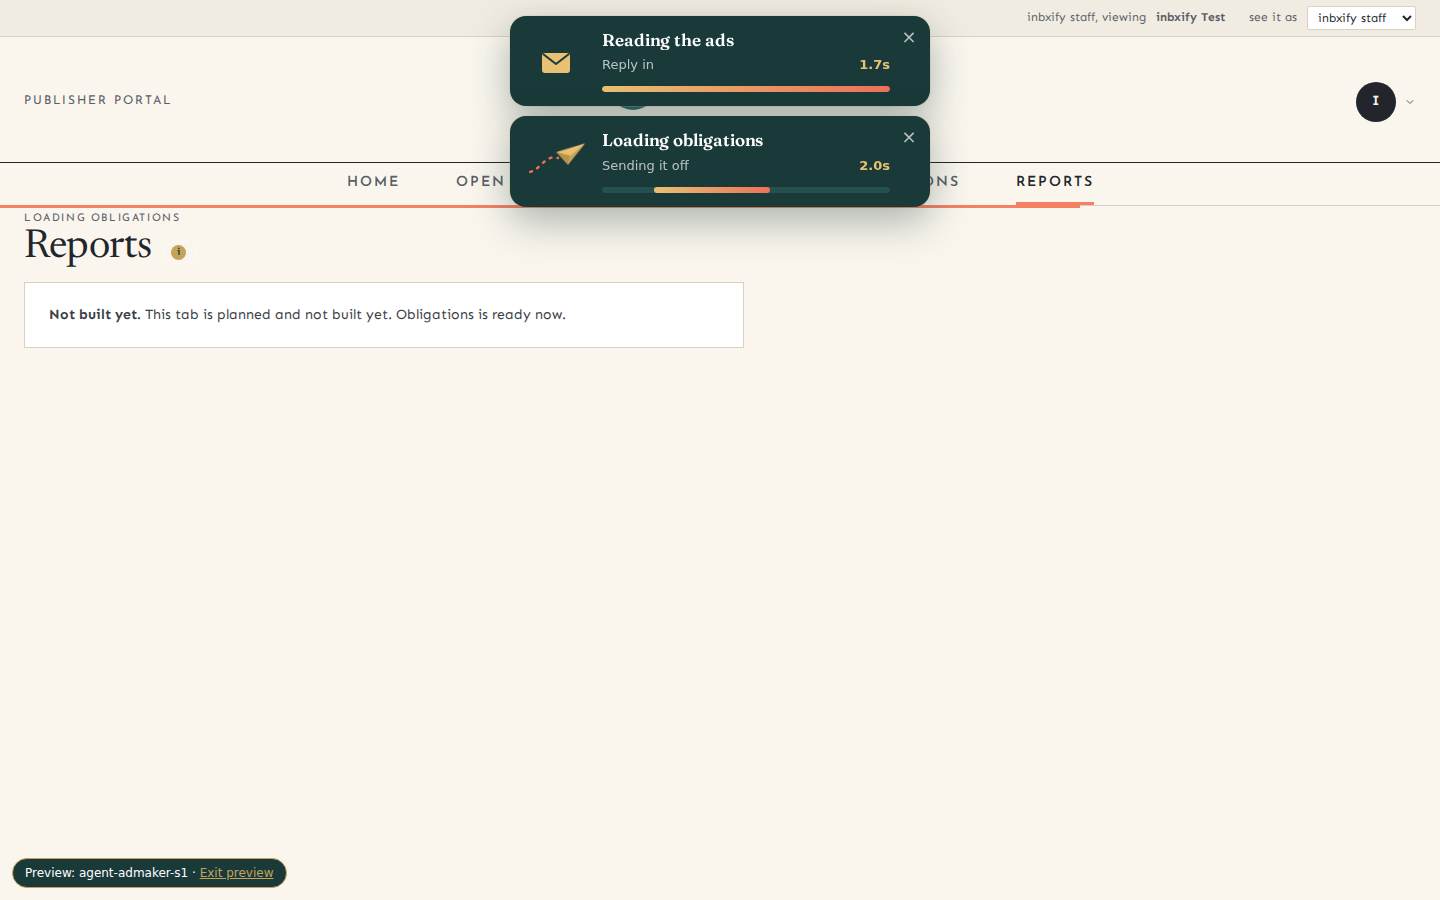 inbxify staff, viewing inbxify Test see it as inbxify staff
Reading the ads
Reply in 1.7s
PUBLISHER PORTAL
I
Loading obligations
Sending it off 2.0s
HOME OPEN REPORTS
LOADING OBLIGATIONS
Reports i
Not built yet. This tab is planned and not built yet. Obligations is ready now.
Preview: agent-admaker-s1 · Exit preview